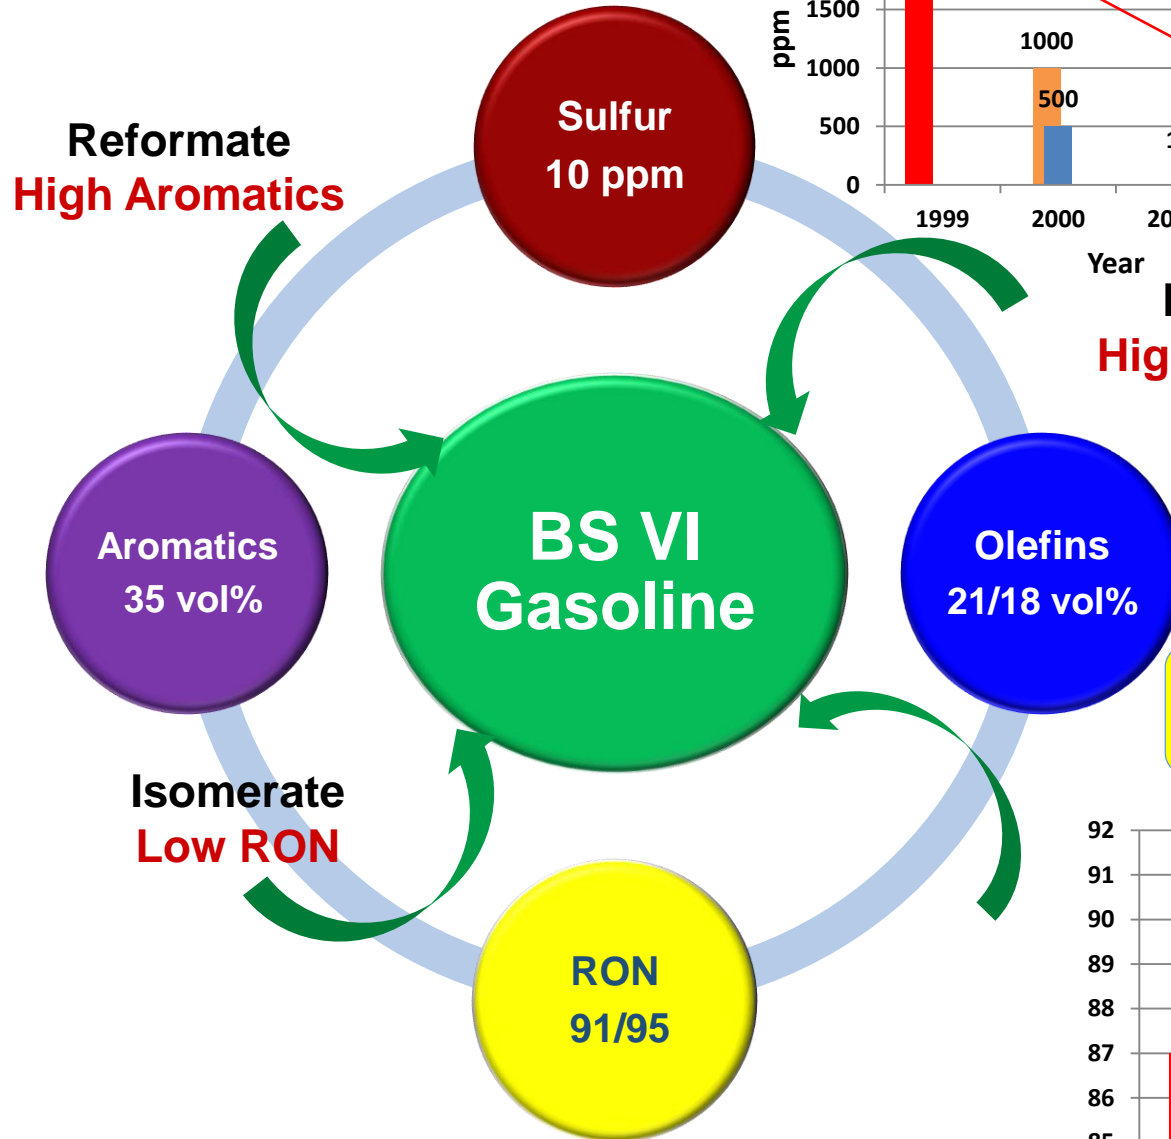 1500
ppm
1000
1000
500
500
0
1999
2000
Year
Reformate
High Aromatics
Sulfur
10 ppm
Aromatics
35 vol%
BS VI
Gasoline
Olefins
21/18 vol%
Isomerate
Low RON
RON
91/95
92
91
90
89
88
87
86
85